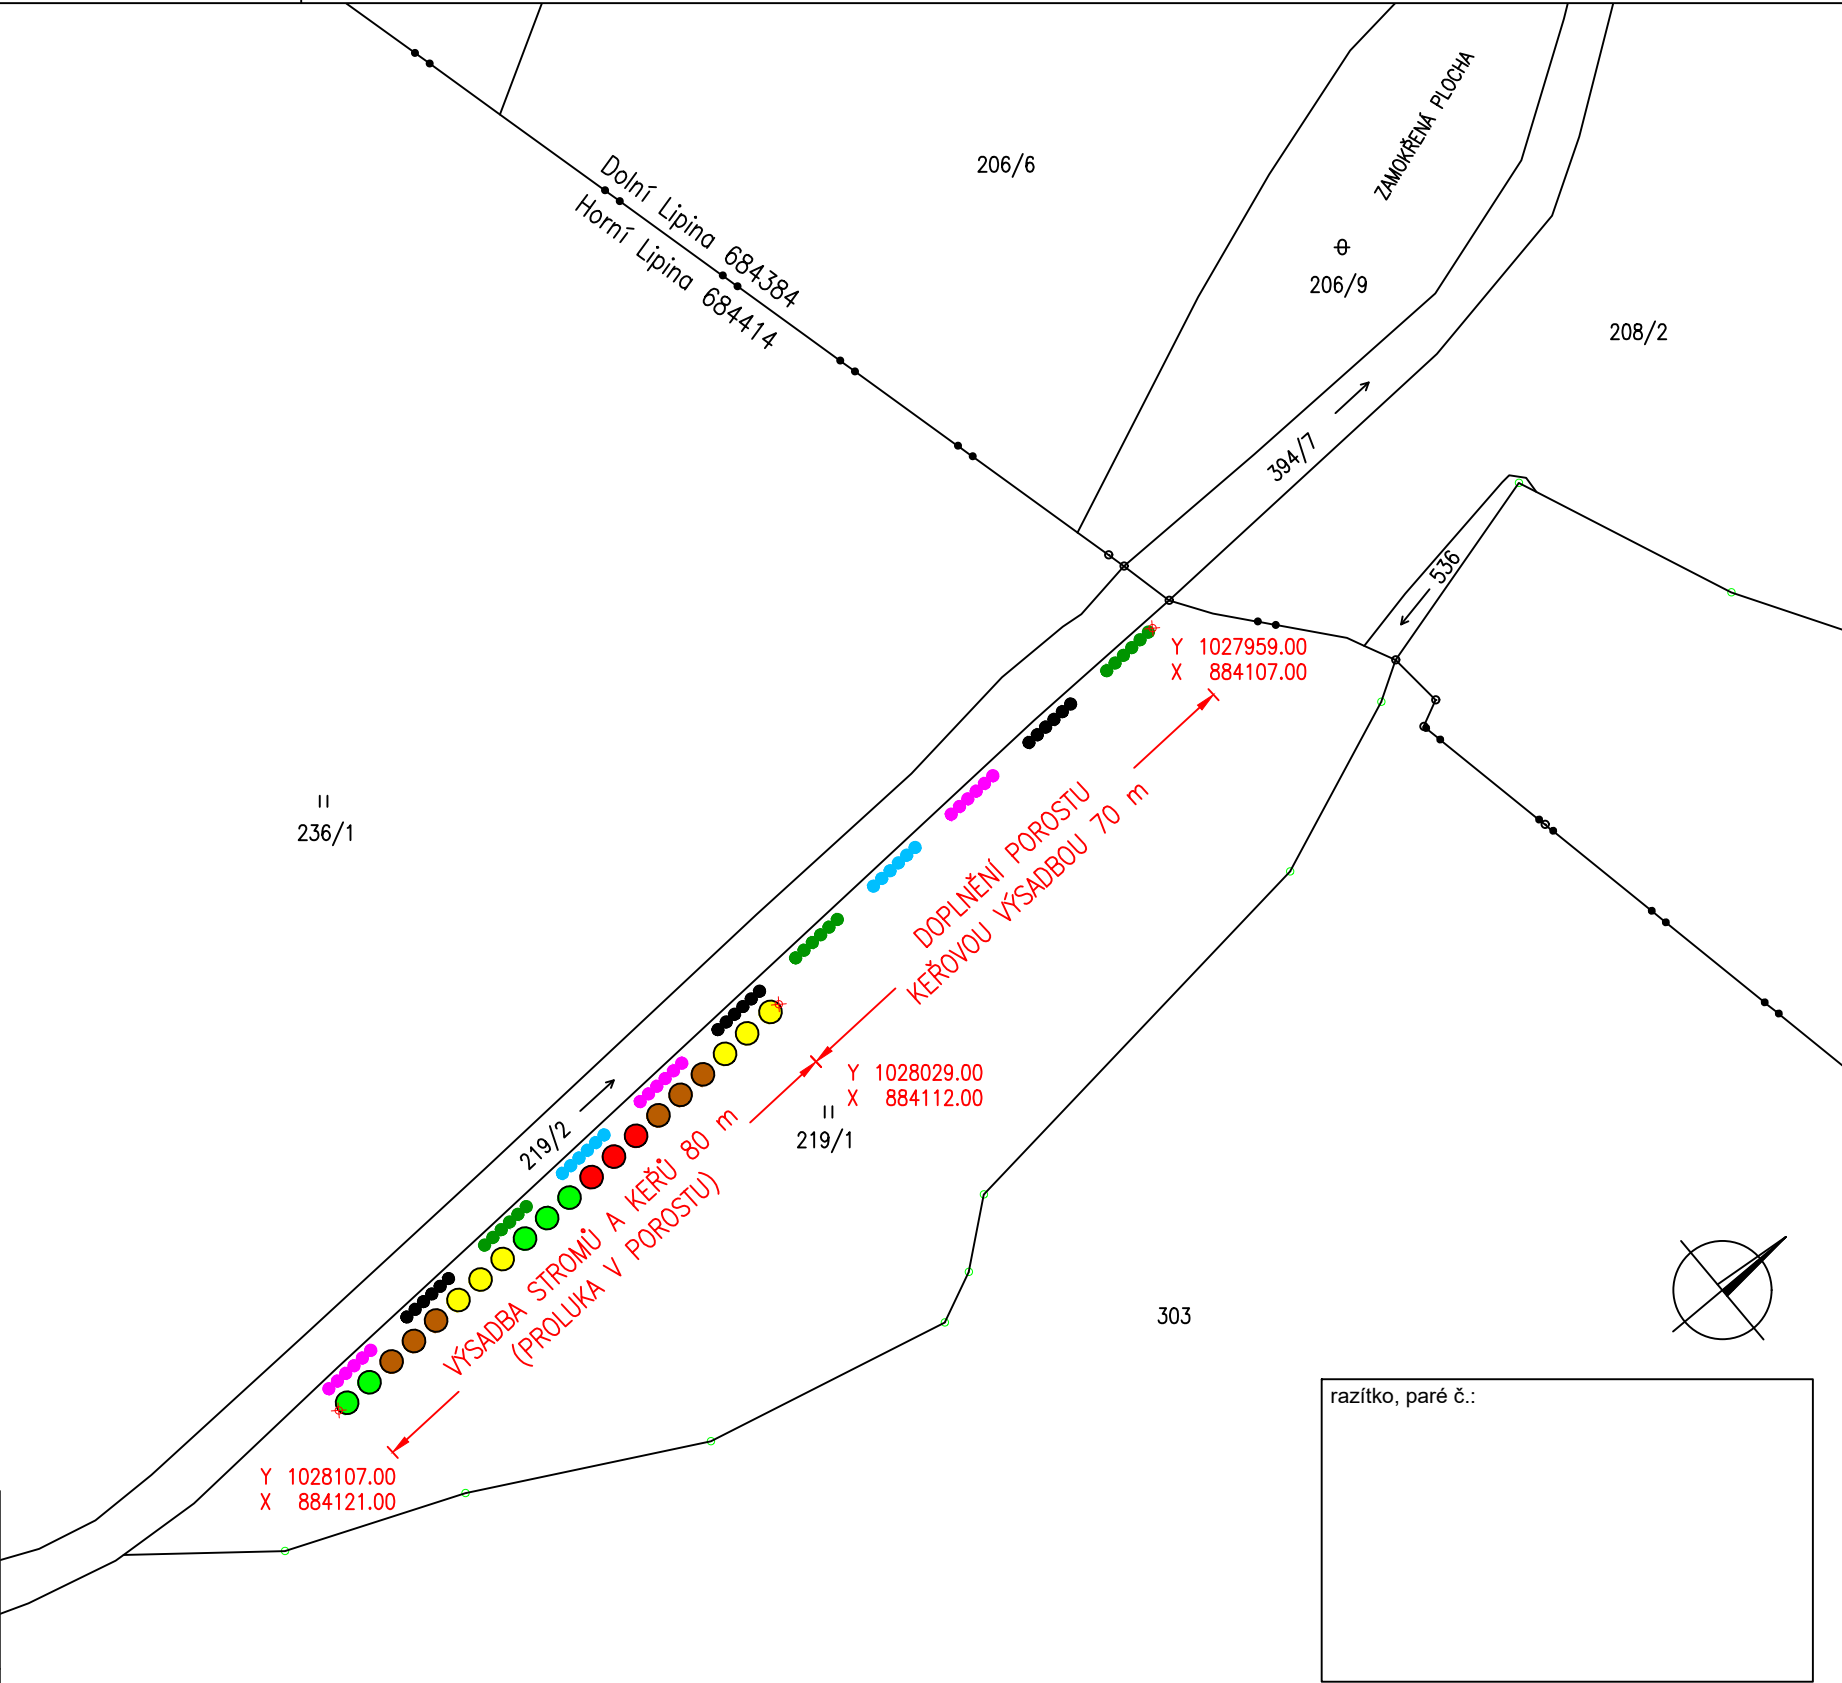 206/6
ZAMOKŘENÁ PLOCHA
Dolní Lipina 684384
Horní Lipina 684414
206/9
208/2
394/7
536
Y 1027959.00
X 884107.00
236/1
DOPLNĚNÍ POROSTU
KEŘOVOU VÝSADBOU 70 m
Y 1028029.00
X 884112.00
219/1
219/2
VÝSADBA STROMŮ A KEŘŮ 80 m
(PROLUKA V POROSTU)
303
razítko, paré č.:
Y 1028107.00
X 884121.00